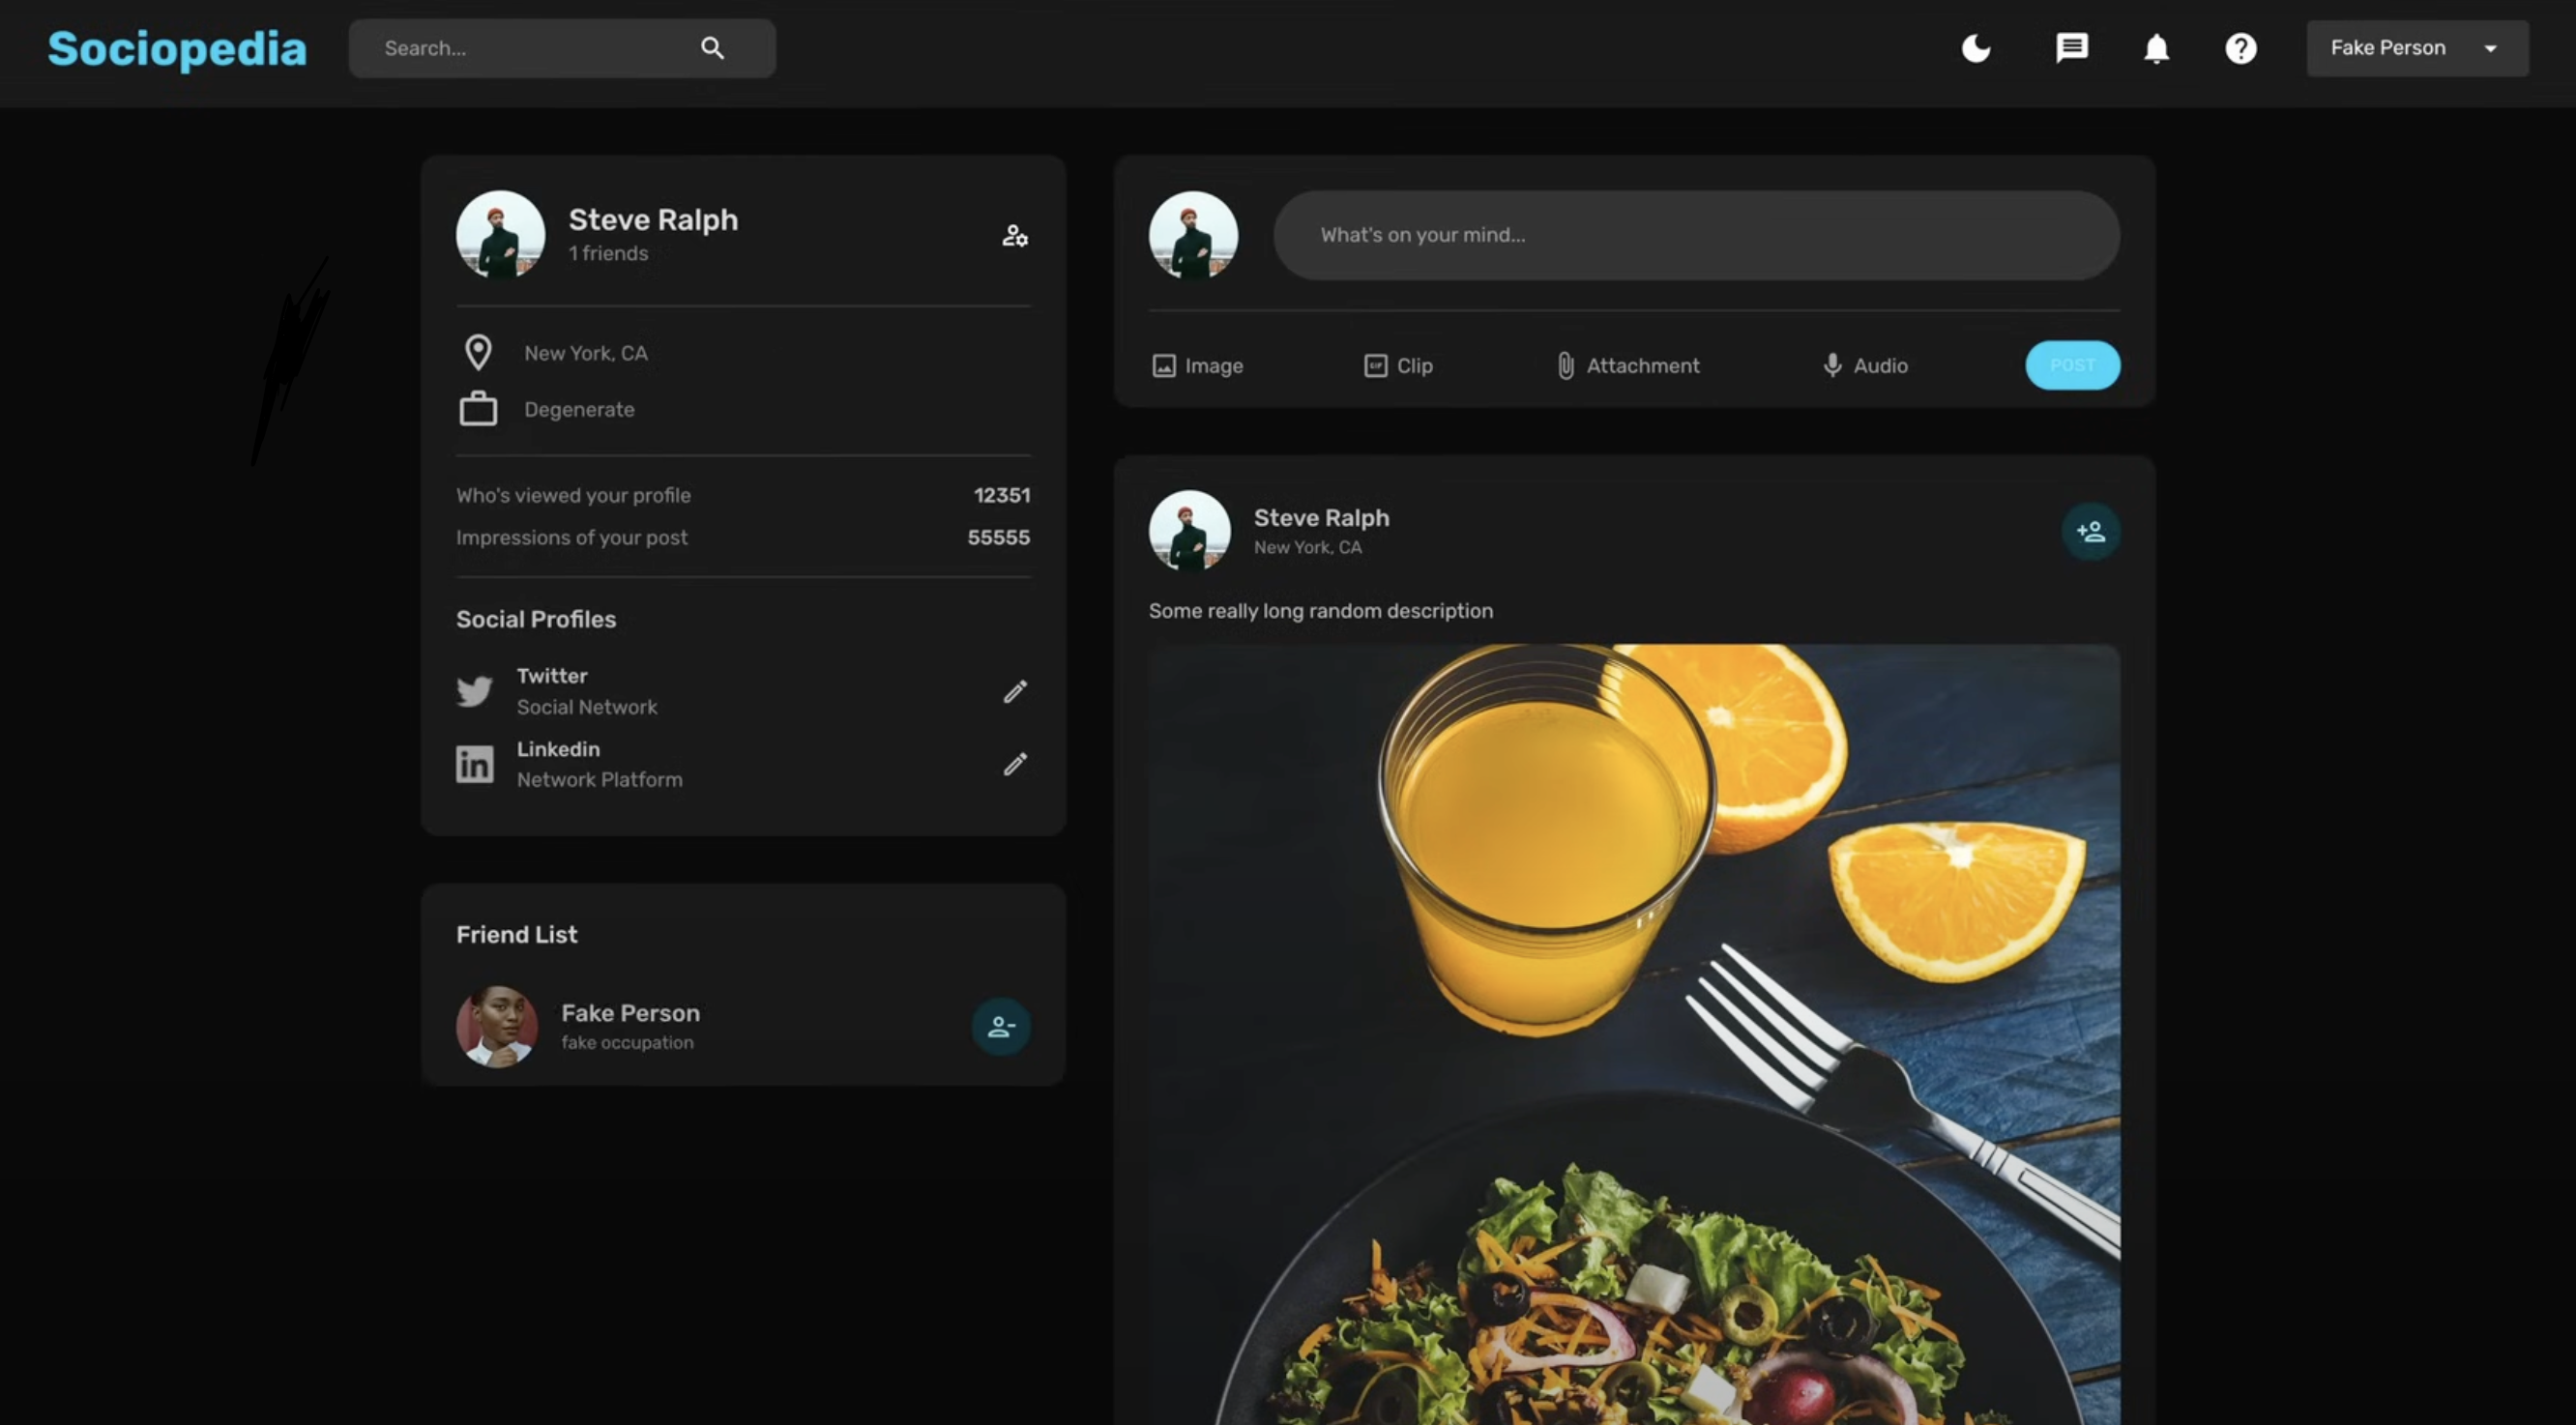 Sociopedia
Search...
Fake Person
Steve Ralph
1 friends
New York, CA
Degenerate
Who's viewed your profile 12351
Impressions of your post 55555
Social Profiles
Twitter
Social Network
Linkedin
Network Platform
Friend List
Fake Person
fake occupation
What's on your mind...
Image Clip Attachment Audio POST
Steve Ralph
New York, CA
Some really long random description